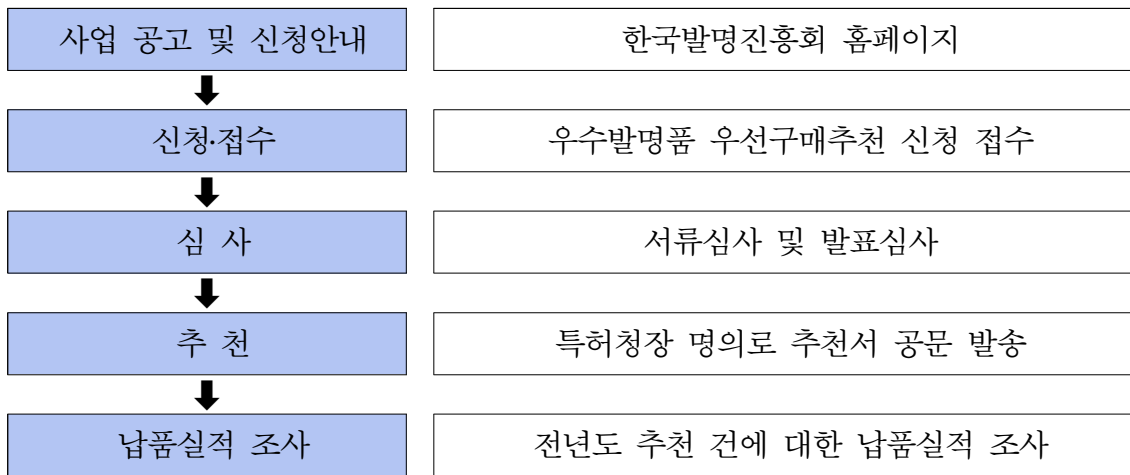 사업 공고 및 신청안내
한국발명진흥회 홈페이지
신청·접수
우수발명품 우선구매추천 신청 접수
심 사
서류심사 및 발표심사
추 천
특허청장 명의로 추천서 공문 발송
납품실적 조사
전년도 추천 건에 대한 납품실적 조사